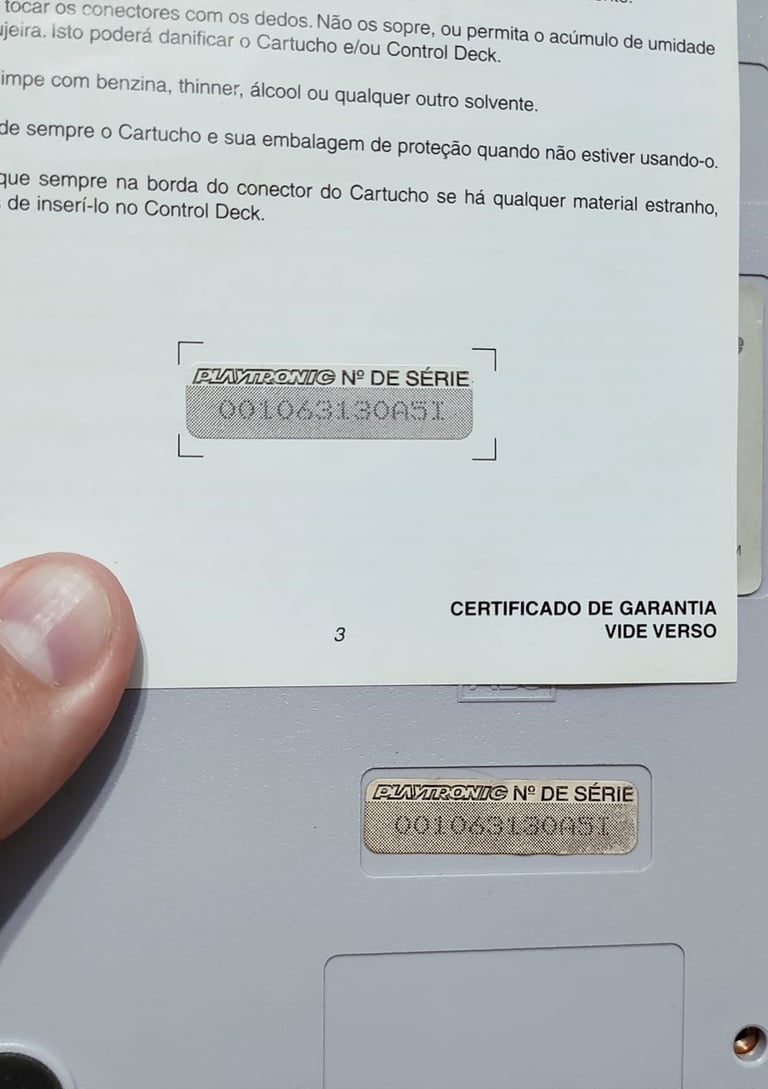 tocar os conectores com os dedos. Não os sopre, ou permita o acúmulo de umidade
ujeira. Isto poderá danificar o Cartucho e/ou Control Deck.
impe com benzina, thinner, álcool ou qualquer outro solvente.
de sempre o Cartucho e sua embalagem de proteção quando não estiver usando-o.
que sempre na borda do conector do Cartucho se há qualquer material estranho,
de inserí-lo no Control Deck.
PLAYTRONIC Nº DE SÉRIE
001063130A5I
CERTIFICADO DE GARANTIA
3
VIDE VERSO
PLAYTRONIC Nº DE SÉRIE
001063130A5I